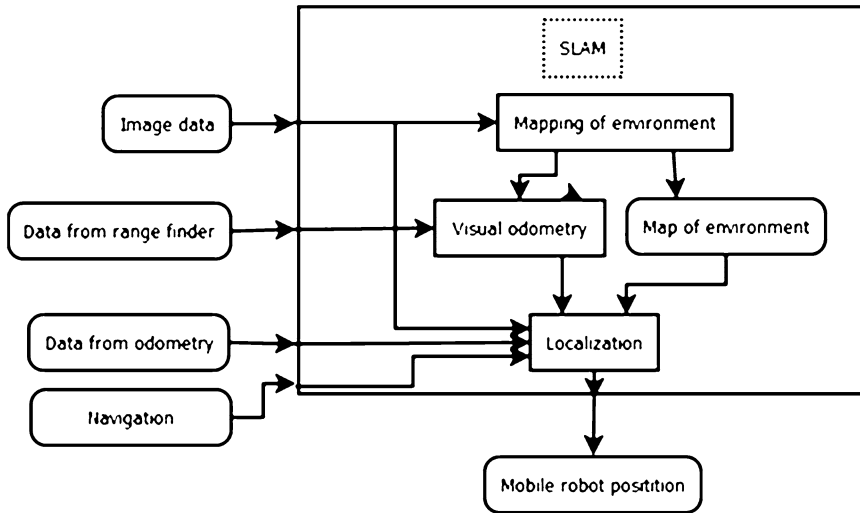 SLAM
Image data
Mapping of environment
Data from range finder
Visual odometry
Map of environment
Data from odometry
Localization
Navigation
Mobile robot positition